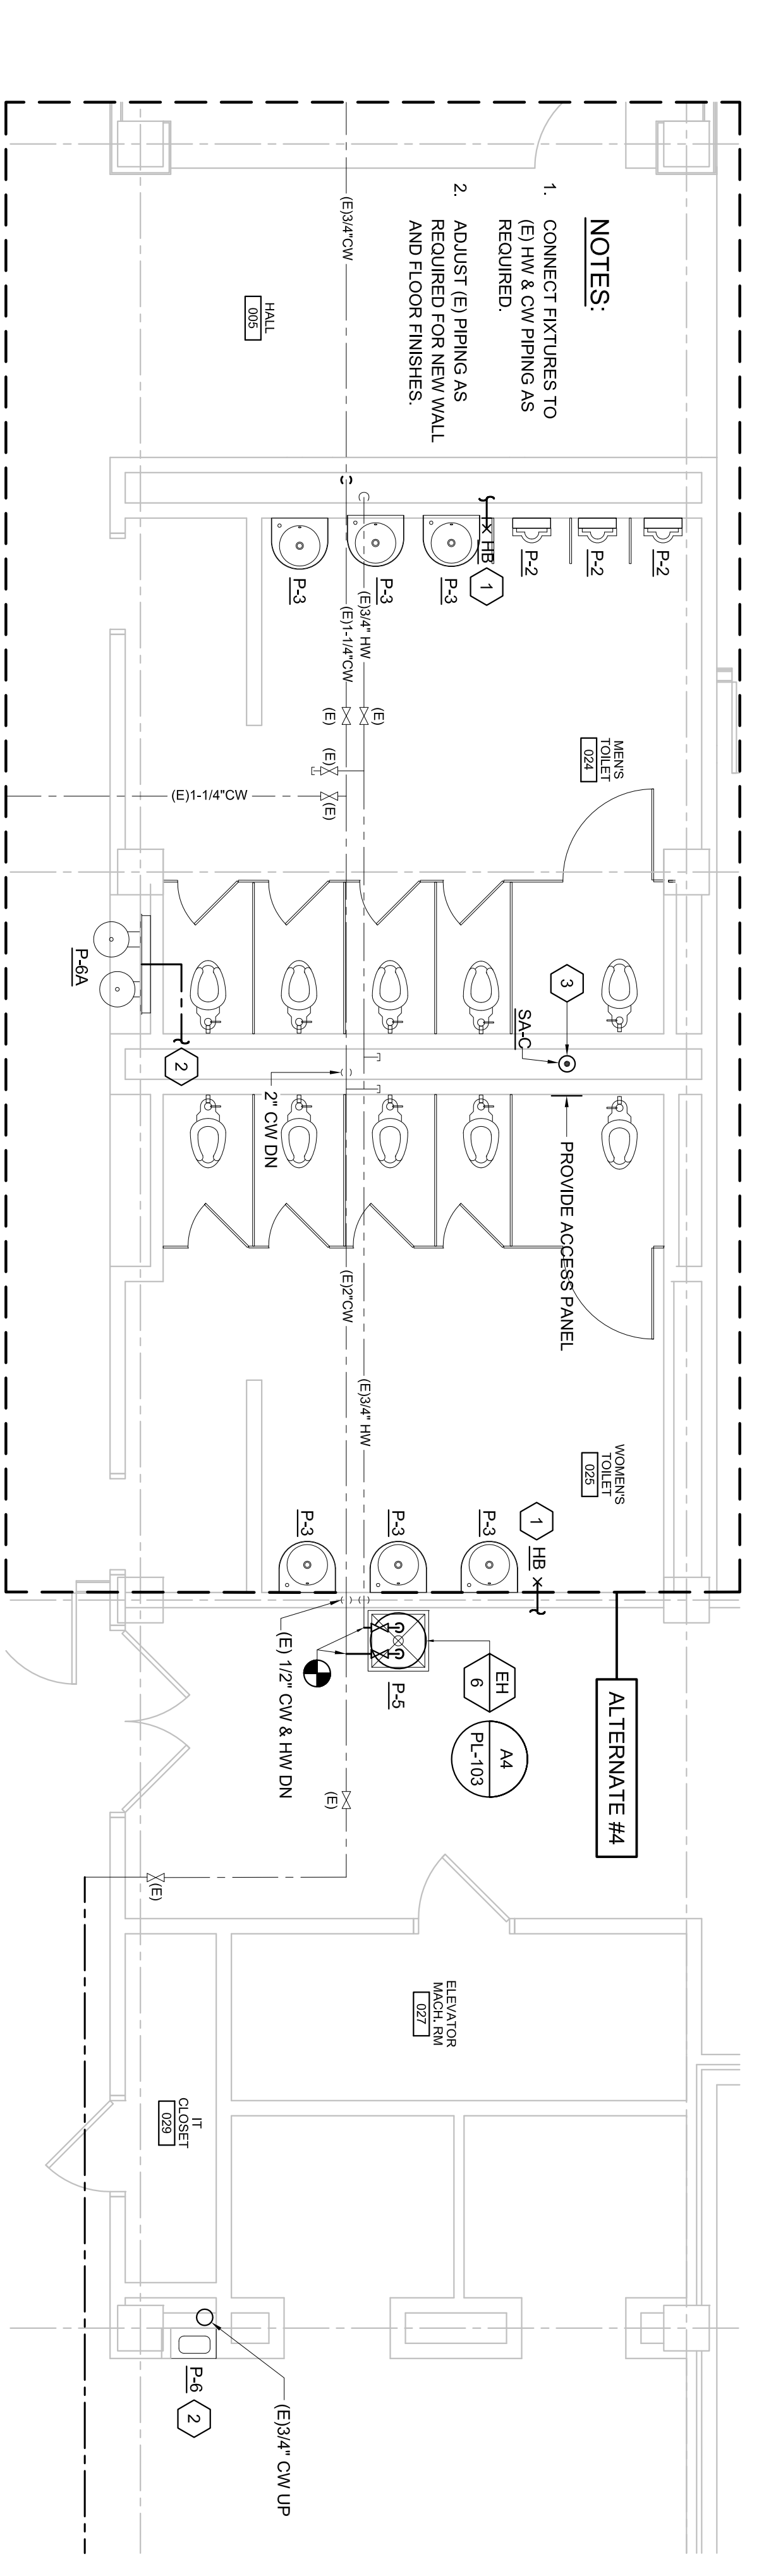 NOTES:
1. CONNECT FIXTURES TO
(E) HW & CW PIPING AS
REQUIRED.
2. ADJUST (E) PIPING AS
REQUIRED FOR NEW WALL
AND FLOOR FINISHES.
(E)3/4"CW
HALL
005
P-2
P-2
P-2
HB
1
P-3
P-3
P-3
(E)3/4" HW
(E)1-1/4"CW
(E)
(E)
(E)
(E)
(E)1-1/4"CW
MEN'S
TOILET
024
P-6A
2
3
SA-C
2" CW DN
PROVIDE ACCESS PANEL
(E)2"CW
(E)3/4" HW
WOMEN'S
TOILET
025
1
HB
P-3
P-3
P-3
(E) 1/2" CW & HW DN
P-5
EH
6
A4
PL-103
ALTERNATE #4
(E)
(E)
ELEVATOR
MACH. RM
027
IT
CLOSET
029
P-6
2
(E)3/4" CW UP